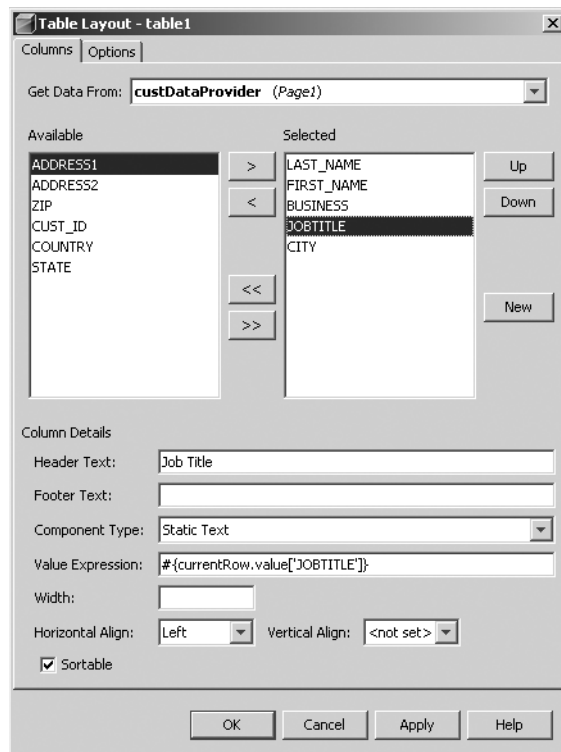 Table Layout - table1
Columns Options
Get Data From: custDataProvider (Page1)
Available Selected
ADDRESS1 > LAST_NAME Up
ADDRESS2 FIRST_NAME
ZIP < BUSINESS Down
CUST_ID JOBTITLE
COUNTRY CITY
STATE
<<
New
>>
Column Details
Header Text: Job Title
Footer Text:
Component Type: Static Text
Value Expression: #{currentRow.value['JOBTITLE']}
Width:
Horizontal Align: Left Vertical Align: <not set>
Sortable
OK Cancel Apply Help